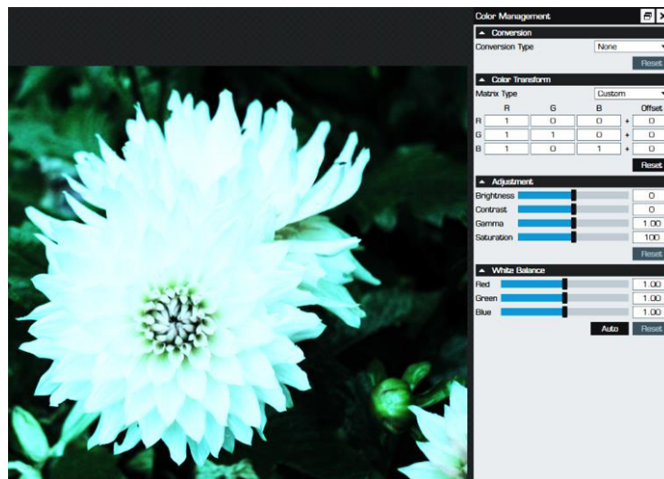 Color Management
Conversion
Conversion Type None
Reset
Color Transform
Matrix Type Custom
R G B Offset
R 1 0 0 + 0
G 1 1 0 + 0
B 1 0 1 + 0
Reset
Adjustment
Brightness 0
Contrast 0
Gamma 1.00
Saturation 100
Reset
White Balance
Red 1.00
Green 1.00
Blue 1.00
Auto Reset